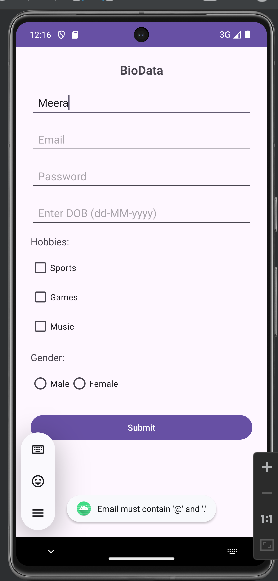 12:16 3G
BioData
Meera
Email
Password
Enter DOB (dd-MM-yyyy)
Hobbies:
Sports
Games
Music
Gender:
Male Female
Submit
Email must contain '@' and '.'
1:1